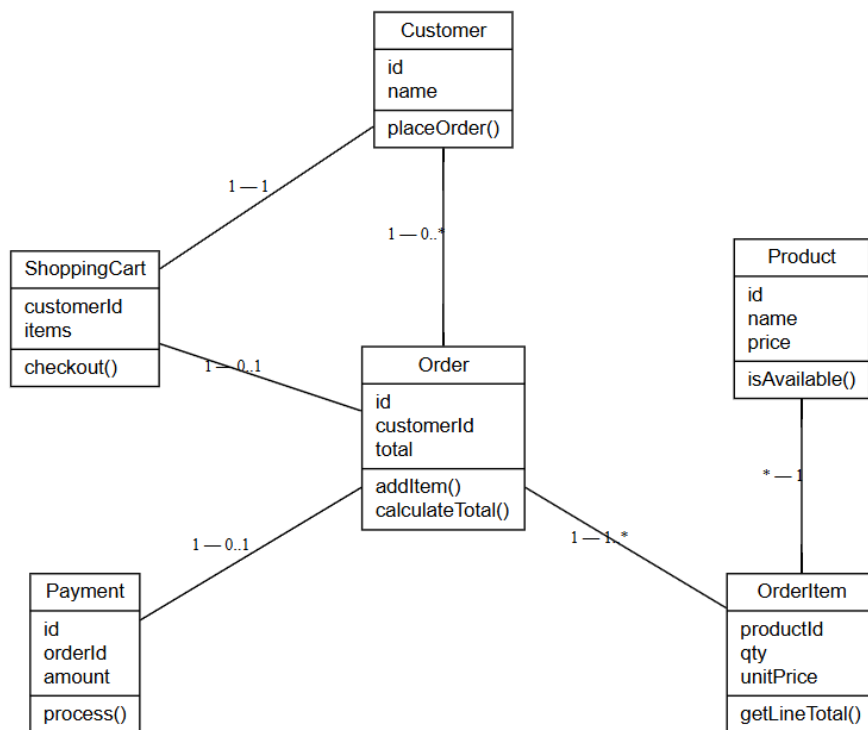 Customer
id
name
placeOrder()
1 — 1
1 — 0..*
ShoppingCart
customerId
items
checkout()
Product
id
name
price
isAvailable()
1 — 0..1
Order
id
customerId
total
addItem()
calculateTotal()
* — 1
1 — 0..1
1 — 1..*
Payment
id
orderId
amount
process()
OrderItem
productId
qty
unitPrice
getLineTotal()